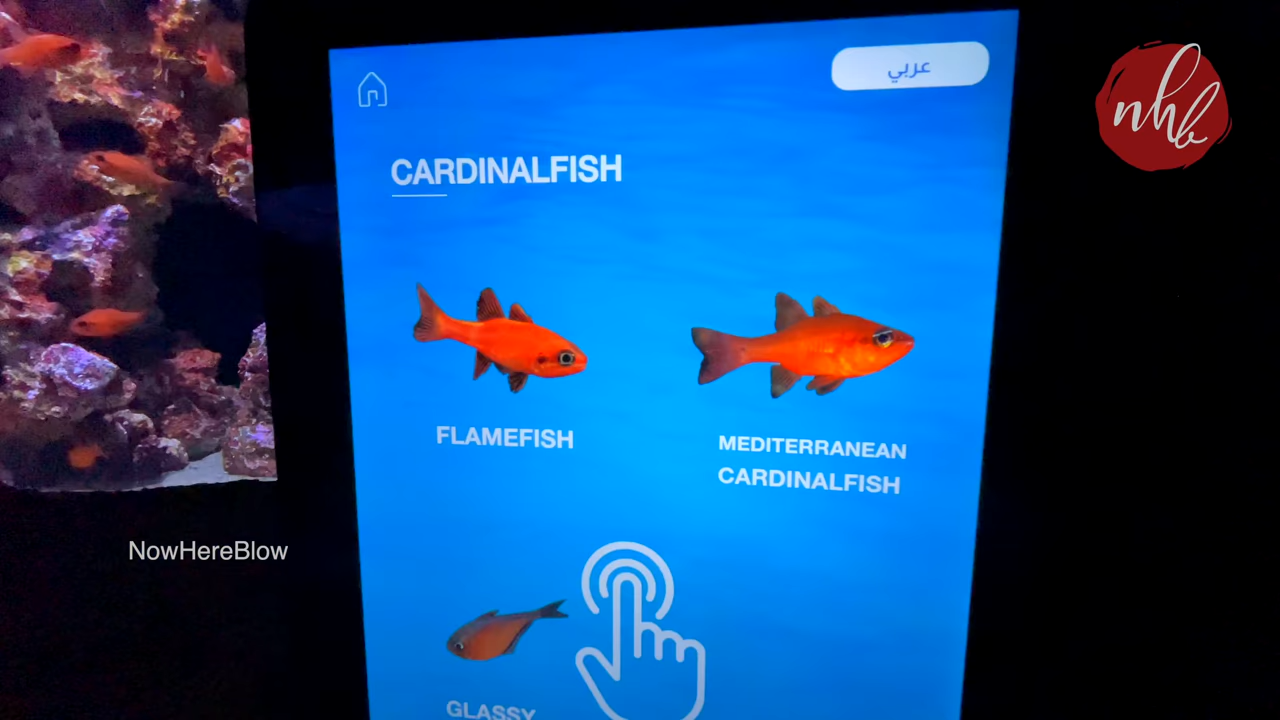 عربي
nhb
CARDINALFISH
FLAMEFISH
MEDITERRANEAN
CARDINALFISH
NowHereBlow
GLASSY